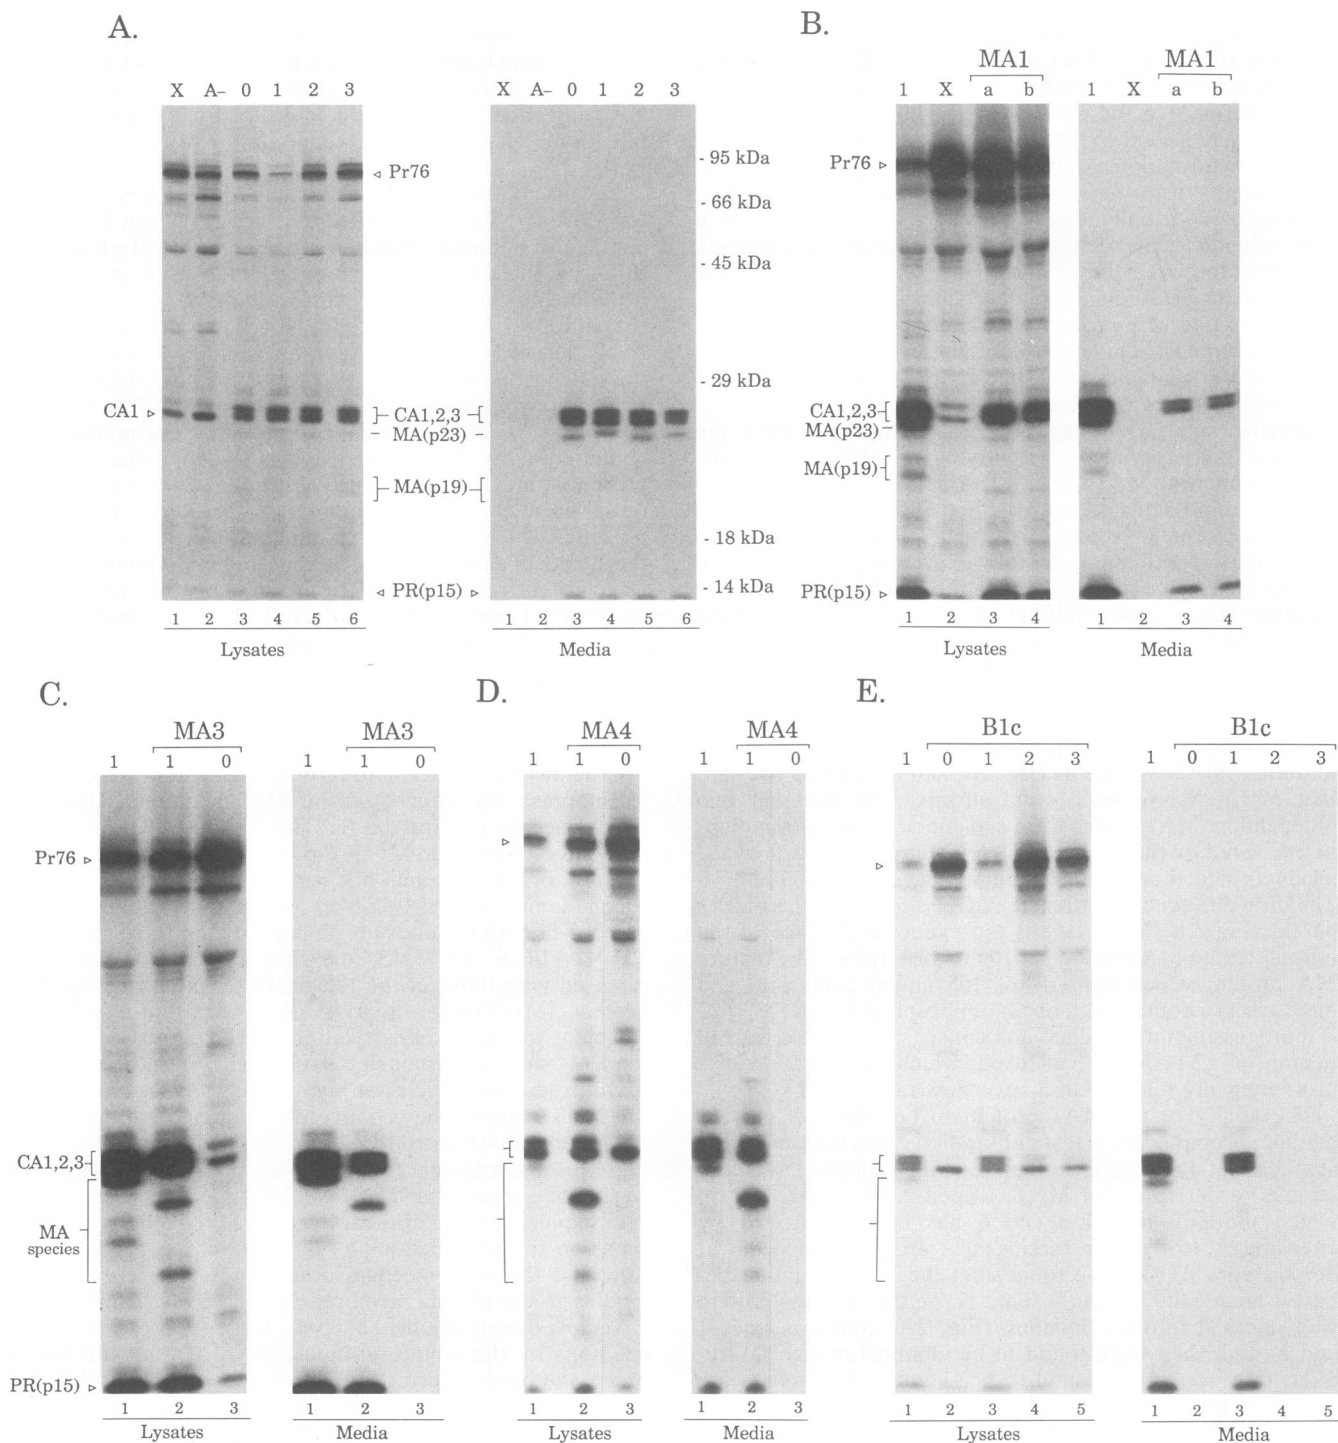 A.
X A– 0 1 2 3
X A– 0 1 2 3
Pr76
CA1
CA1,2,3
MA(p23)
MA(p19)
PR(p15)
- 95 kDa
- 66 kDa
- 45 kDa
- 29 kDa
- 18 kDa
- 14 kDa
1 2 3 4 5 6
Lysates
1 2 3 4 5 6
Media
B.
MA1
1 X a b
MA1
1 X a b
Pr76
CA1,2,3
MA(p23)
MA(p19)
PR(p15)
1 2 3 4
Lysates
1 2 3 4
Media
C.
MA3
1 1 0
MA3
1 1 0
Pr76
CA1,2,3
MA
species
PR(p15)
1 2 3
Lysates
1 2 3
Media
D.
MA4
1 1 0
MA4
1 1 0
1 2 3
Lysates
1 2 3
Media
E.
B1c
1 0 1 2 3
B1c
1 0 1 2 3
1 2 3 4 5
Lysates
1 2 3 4 5
Media